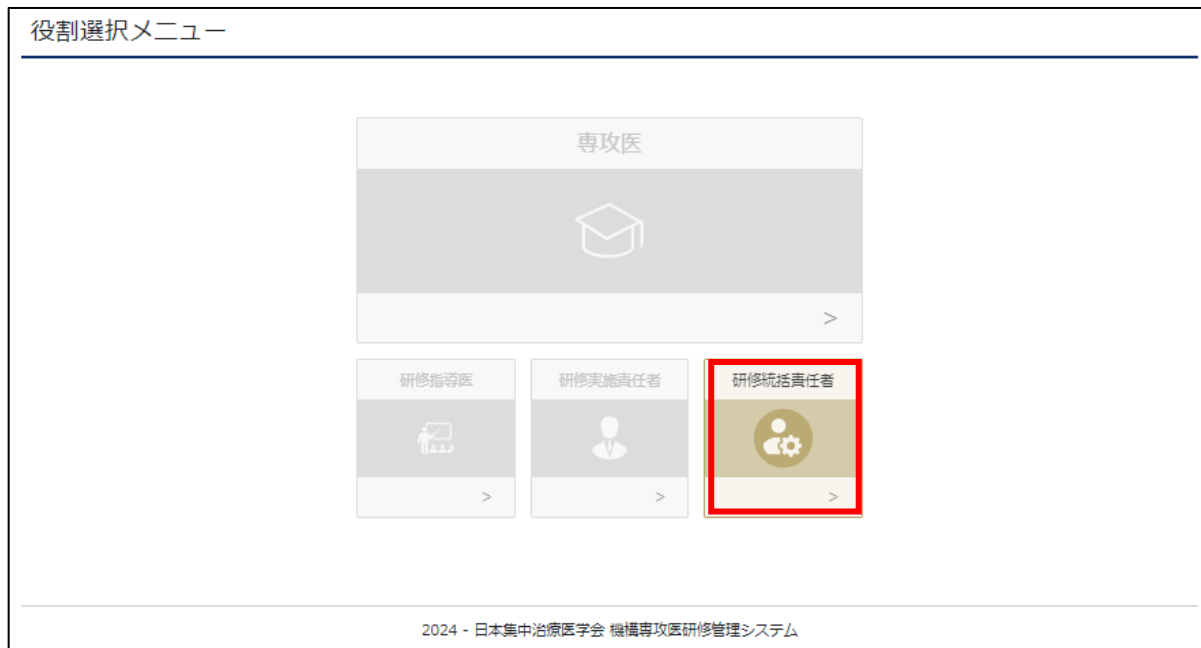 役割選択メニュー
専攻医
>
研修指導医 研修実施責任者 研修統括責任者
> > >
2024 - 日本集中治療医学会 機構専攻医研修管理システム